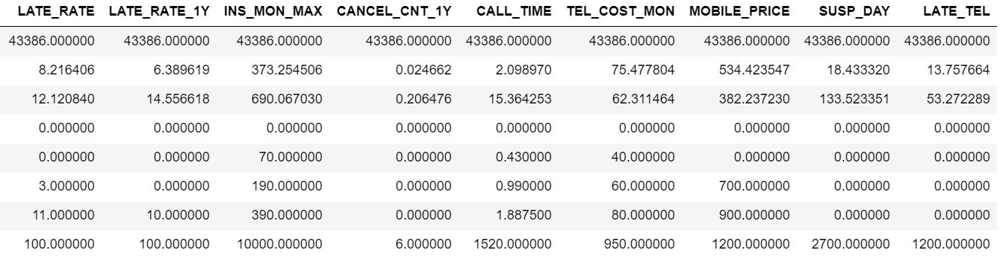 LATE_RATE LATE_RATE_1Y INS_MON_MAX CANCEL_CNT_1Y CALL_TIME TEL_COST_MON MOBILE_PRICE SUSP_DAY LATE_TEL
43386.000000 43386.000000 43386.000000 43386.000000 43386.000000 43386.000000 43386.000000 43386.000000 43386.000000
8.216406 6.389619 373.254506 0.024662 2.098970 75.477804 534.423547 18.433320 13.757664
12.120840 14.556618 690.067030 0.206476 15.364253 62.311464 382.237230 133.523351 53.272289
0.000000 0.000000 0.000000 0.000000 0.000000 0.000000 0.000000 0.000000 0.000000
0.000000 0.000000 70.000000 0.000000 0.430000 40.000000 0.000000 0.000000 0.000000
3.000000 0.000000 190.000000 0.000000 0.990000 60.000000 700.000000 0.000000 0.000000
11.000000 10.000000 390.000000 0.000000 1.887500 80.000000 900.000000 0.000000 0.000000
100.000000 100.000000 10000.000000 6.000000 1520.000000 950.000000 1200.000000 2700.000000 1200.000000